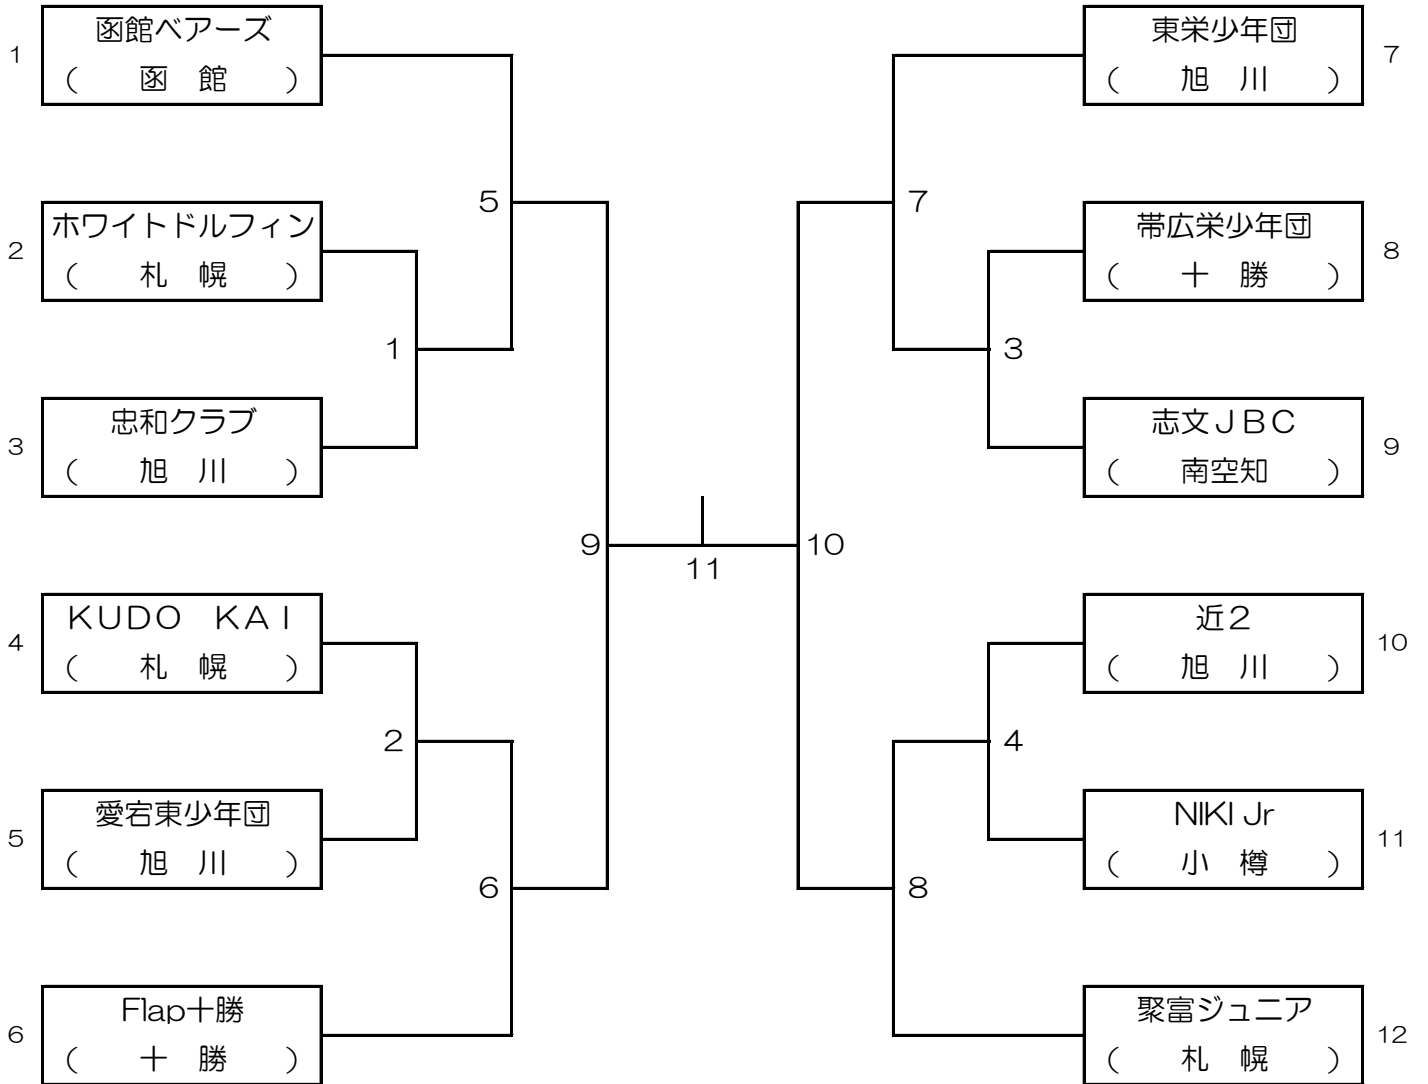 1
函館ベアーズ
（　函　館　）
2
ホワイトドルフィン
（　札　幌　）
3
忠和クラブ
（　旭　川　）
4
ＫＵＤＯ　ＫＡＩ
（　札　幌　）
5
愛宕東少年団
（　旭　川　）
6
Flap十勝
（　十　勝　）
5
1
2
6
9
11
10
7
3
4
8
東栄少年団
（　旭　川　）
7
帯広栄少年団
（　十　勝　）
8
志文ＪＢＣ
（　南空知　）
9
近２
（　旭　川　）
10
NIKI Jr
（　小　樽　）
11
聚富ジュニア
（　札　幌　）
12